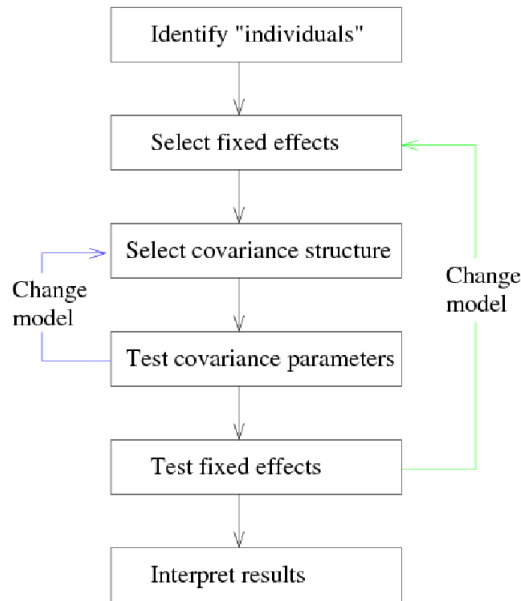 Identify "individuals"
Select fixed effects
Select covariance structure
Change
model
Change
model
Test covariance parameters
Test fixed effects
Interpret results